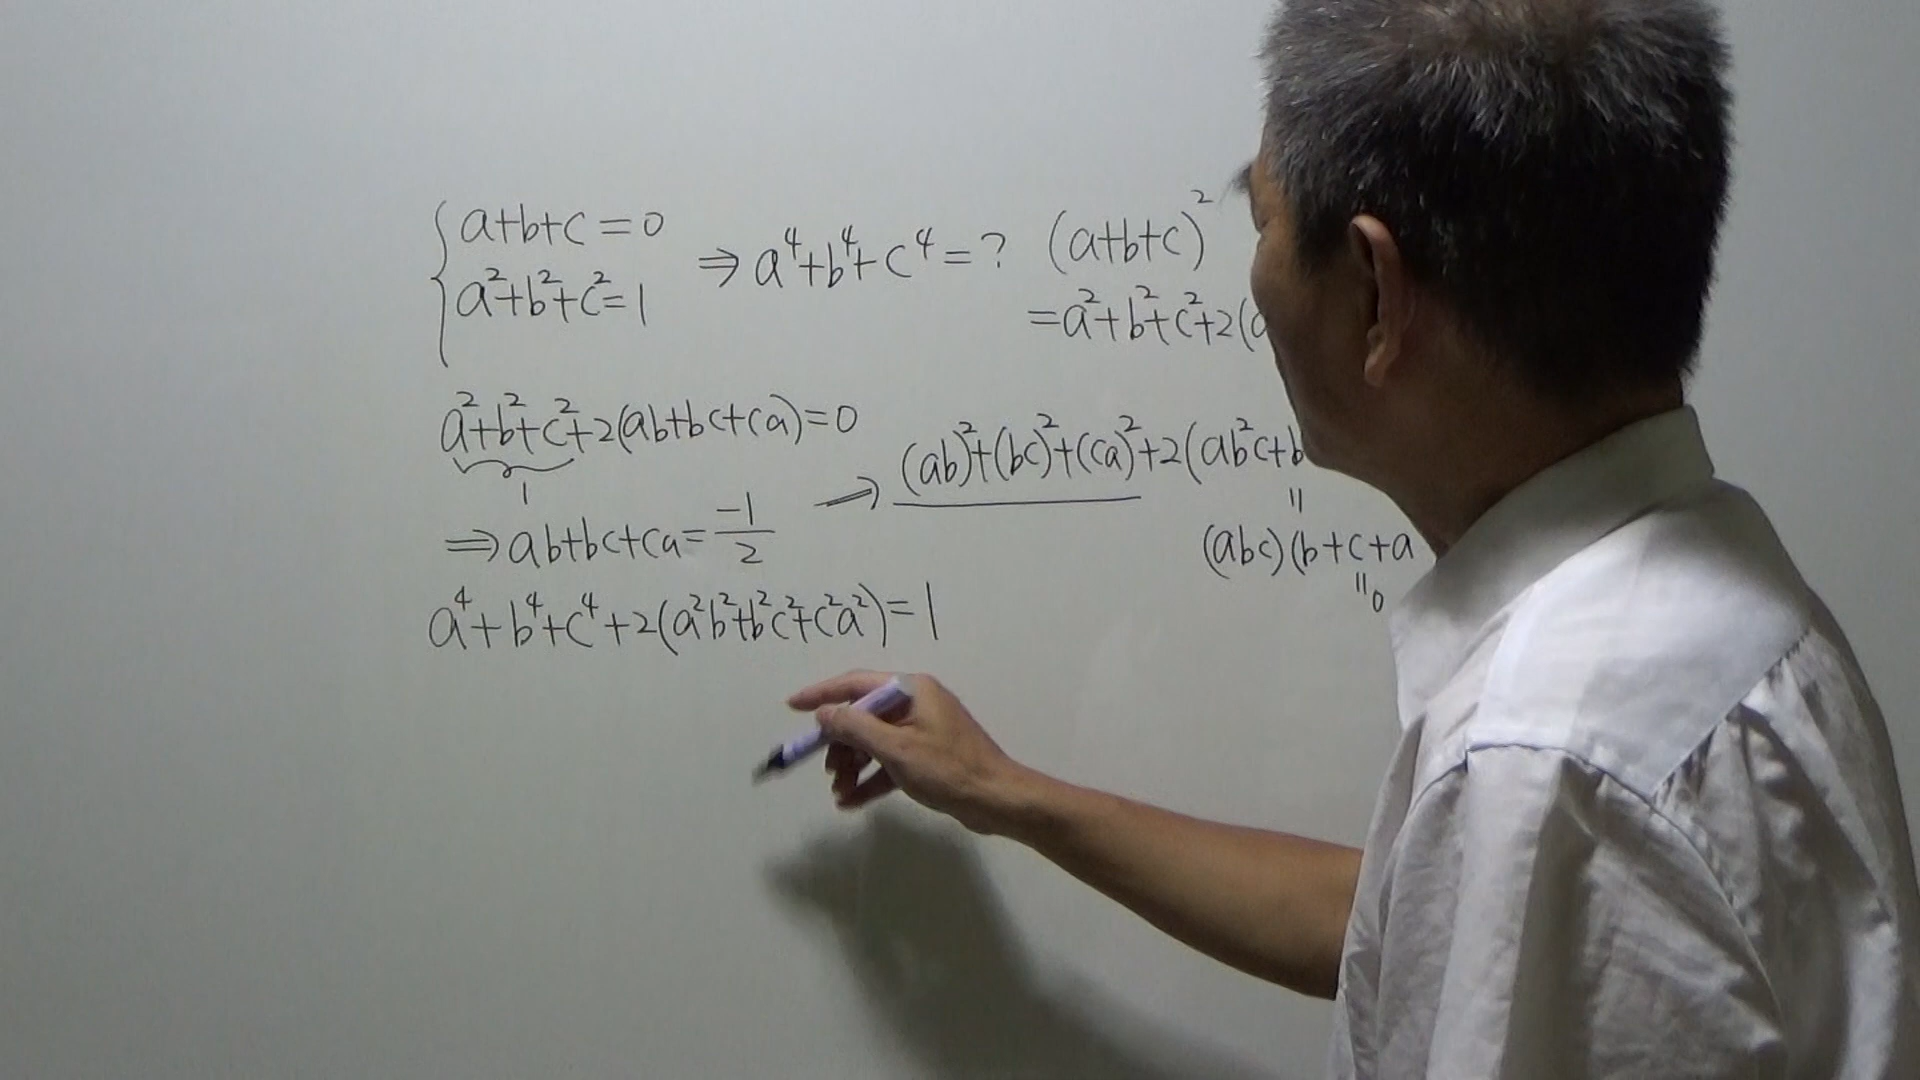 a+b+c=0
a²+b²+c²=1
⇒ a⁴+b⁴+c⁴=?
(a+b+c)²
=a²+b²+c²+2(
a²+b²+c²+2(ab+bc+ca)=0
1
⇒ ab+bc+ca=-1/2
→ (ab)²+(bc)²+(ca)²+2(ab²c+b
=
(abc)(b+c+a
=0
a⁴+b⁴+c⁴+2(a²b²+b²c²+c²a²)=1